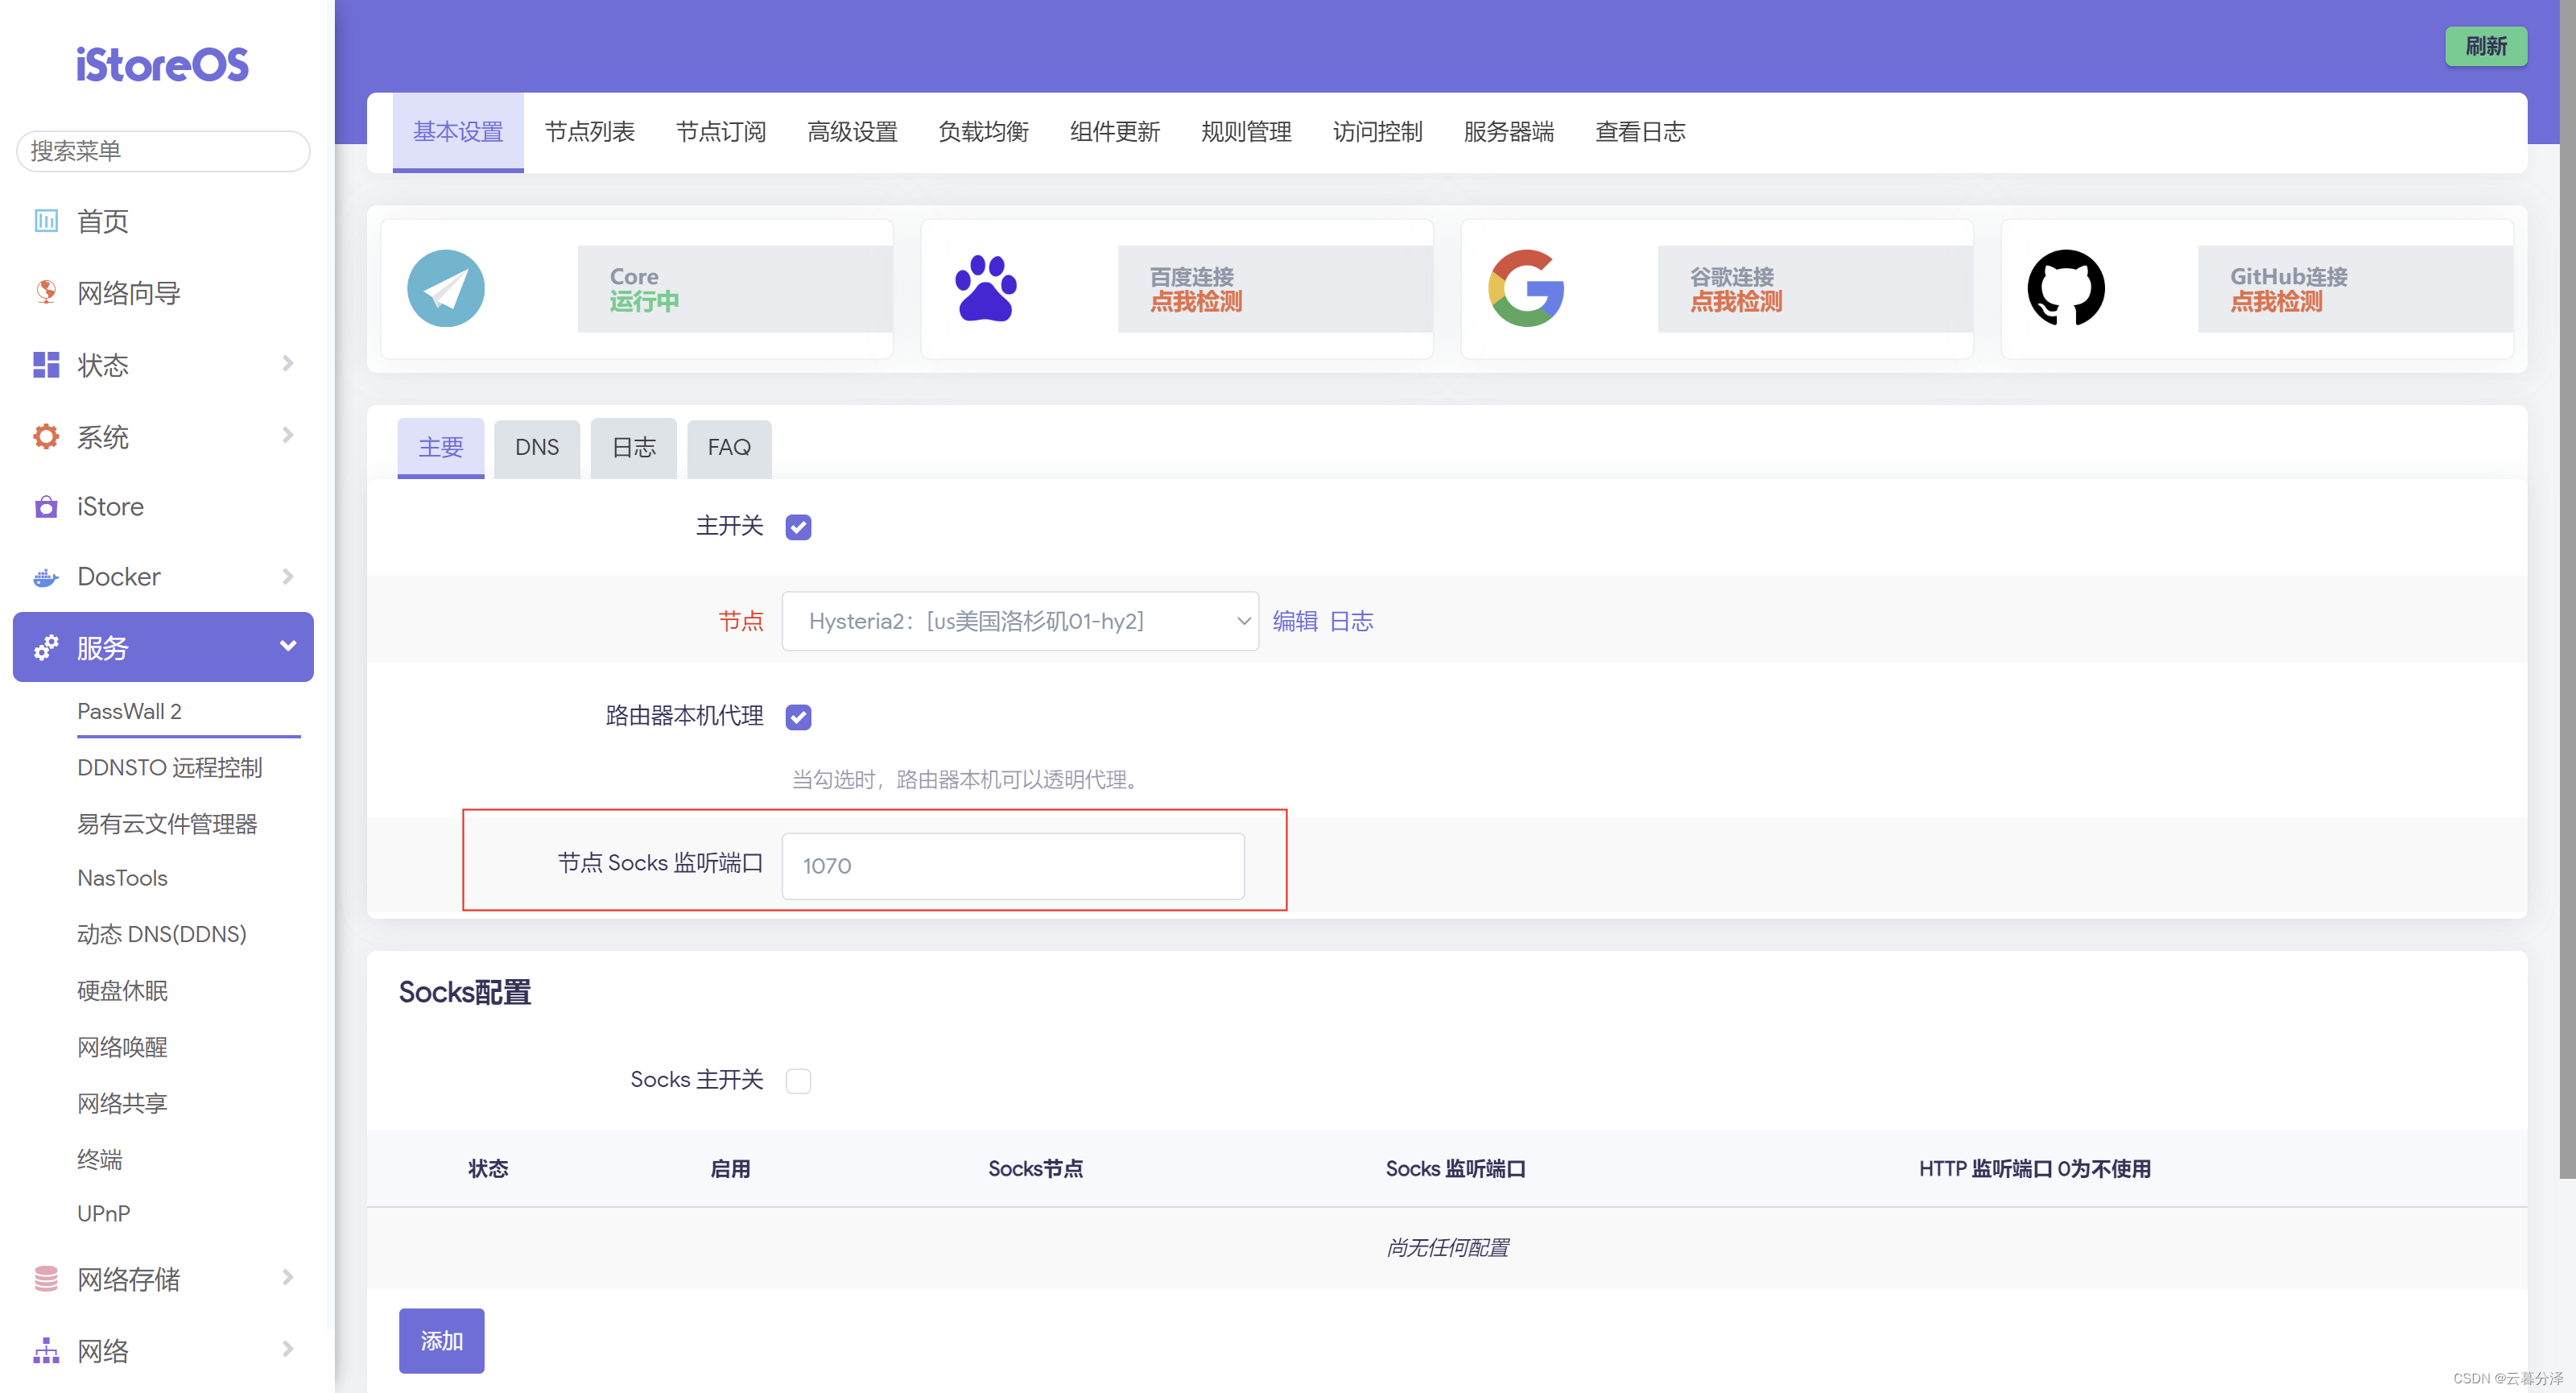 iStoreOS
搜索菜单
首页
网络向导
状态
系统
iStore
Docker
服务
PassWall 2
DDNSTO 远程控制
易有云文件管理器
NasTools
动态 DNS(DDNS)
硬盘休眠
网络唤醒
网络共享
终端
UPnP
网络存储
网络
刷新
基本设置 节点列表 节点订阅 高级设置 负载均衡 组件更新 规则管理 访问控制 服务器端 查看日志
Core
运行中
百度连接
点我检测
谷歌连接
点我检测
GitHub连接
点我检测
主要 DNS 日志 FAQ
主开关
节点 Hysteria2：[us美国洛杉矶01-hy2] 编辑 日志
路由器本机代理
当勾选时，路由器本机可以透明代理。
节点 Socks 监听端口 1070
Socks配置
Socks 主开关
状态 启用 Socks节点 Socks 监听端口 HTTP 监听端口 0为不使用
尚无任何配置
添加
CSDN @云暮分泽